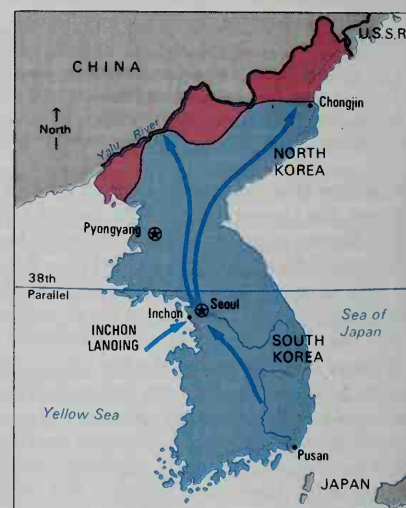 U.S.S.R
CHINA
↑
North
Chongjin
Yalu River
NORTH
KOREA
Pyongyang
38th
Parallel
Seoul
Inchon
INCHON
LANDING
Sea of
Japan
SOUTH
KOREA
Yellow Sea
Pusan
JAPAN